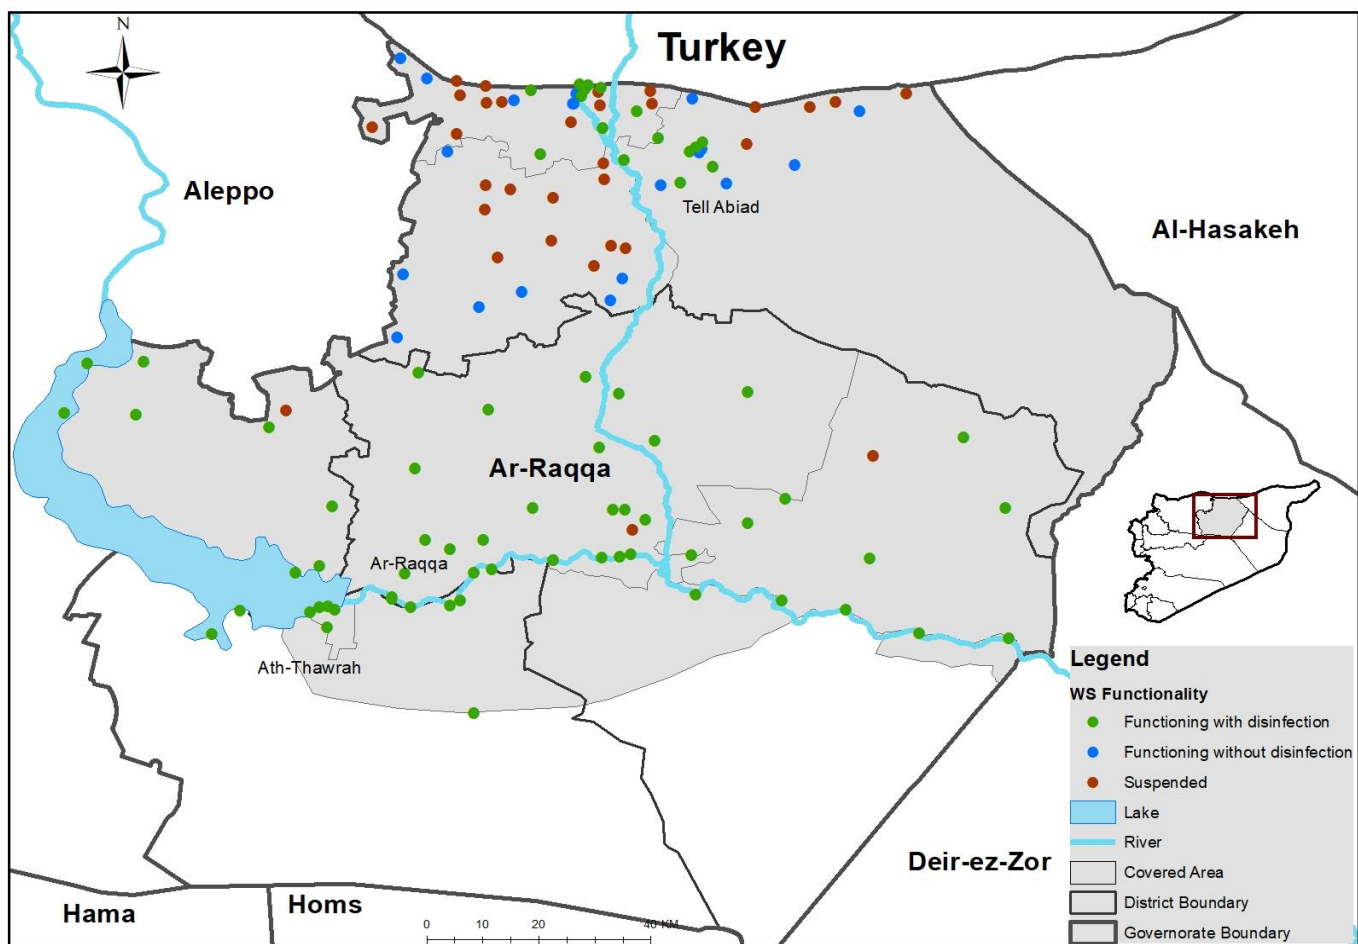 N
Turkey
Aleppo
Tell Abiad
Al-Hasakeh
Ar-Raqqa
Ar-Raqqa
Ath-Thawrah
Deir-ez-Zor
Hama
Homs
0 10 20 40 KM
Legend
WS Functionality
Functioning with disinfection
Functioning without disinfection
Suspended
Lake
River
Covered Area
District Boundary
Governorate Boundary